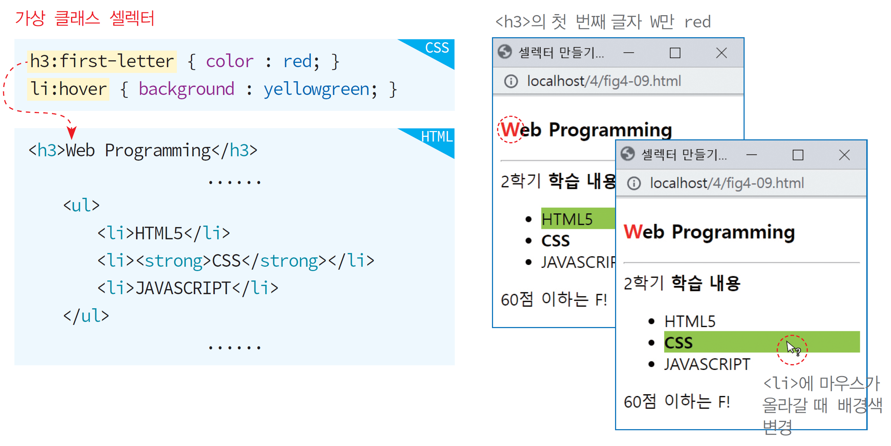 가상 클래스 셀렉터
CSS
h3:first-letter { color : red; }
li:hover { background : yellowgreen; }
HTML
<h3>Web Programming</h3>
......
<ul>
<li>HTML5</li>
<li><strong>CSS</strong></li>
<li>JAVASCRIPT</li>
</ul>
......
<h3>의 첫 번째 글자 W만 red
셀렉터 만들기...
localhost/4/fig4-09.html
Web Programming
2학기 학습 내용
• HTML5
• CSS
• JAVASCRIP
60점 이하는 F!
셀렉터 만들기...
localhost/4/fig4-09.html
Web Programming
2학기 학습 내용
• HTML5
• CSS
• JAVASCRIPT
60점 이하는 F!
<li>에 마우스가
올라갈 때 배경색
변경